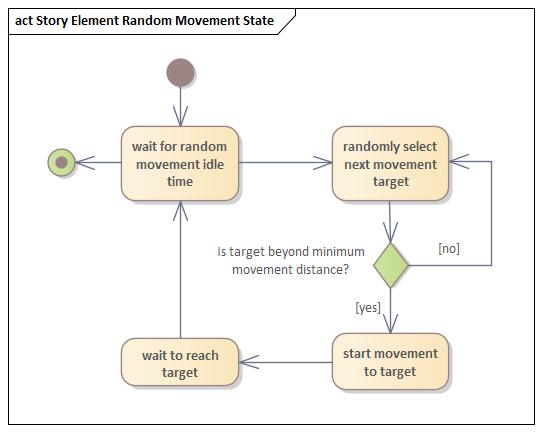 act Story Element Random Movement State
wait for random
movement idle
time
randomly select
next movement
target
Is target beyond minimum
movement distance?
[no]
[yes]
wait to reach
target
start movement
to target